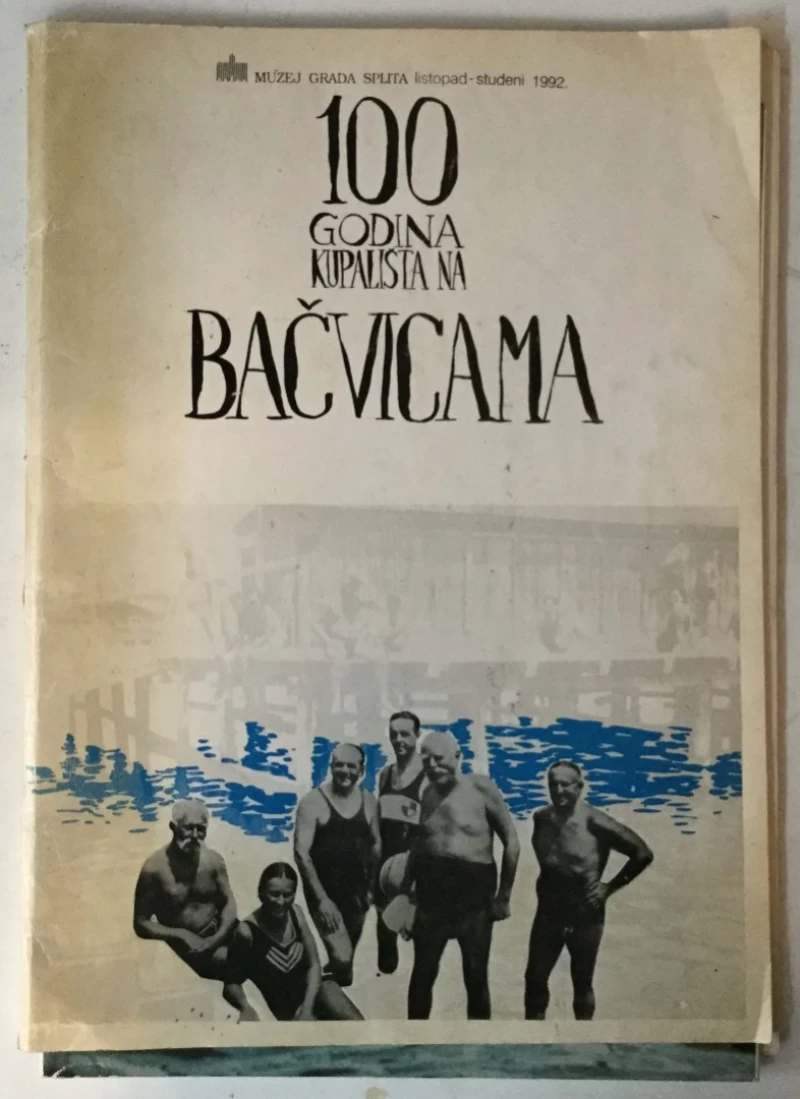 MUZEJ GRADA SPLITA listopad-studeni 1992.
100
GODINA
KUPALIŠTA NA
BAČVICAMA